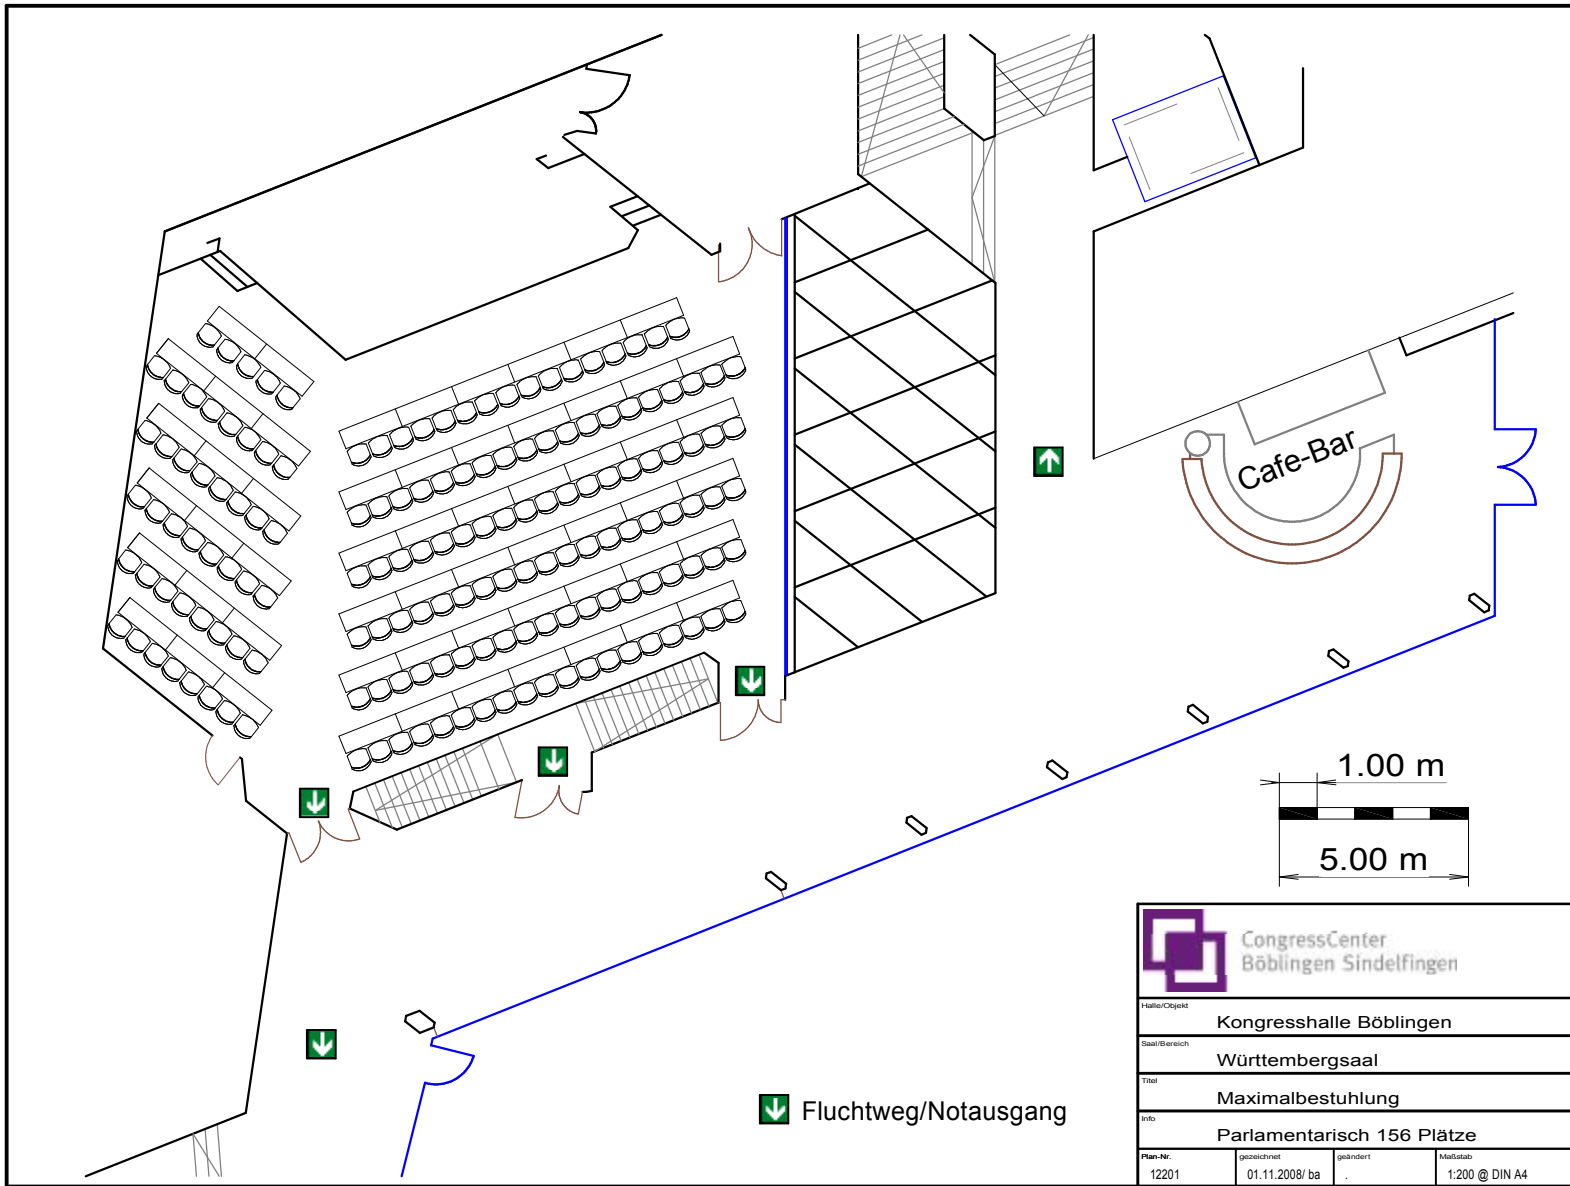 Cafe-Bar
1.00 m
5.00 m
CongressCenter
Böblingen Sindelfingen
Halle/Objekt
Kongresshalle Böblingen
Saal/Bereich
Württembergsaal
Titel
Maximalbestuhlung
Info
Parlamentarisch 156 Plätze
Plan-Nr. gezeichnet geändert Maßstab
12201 01.11.2008/ ba . 1:200 @ DIN A4
Fluchtweg/Notausgang